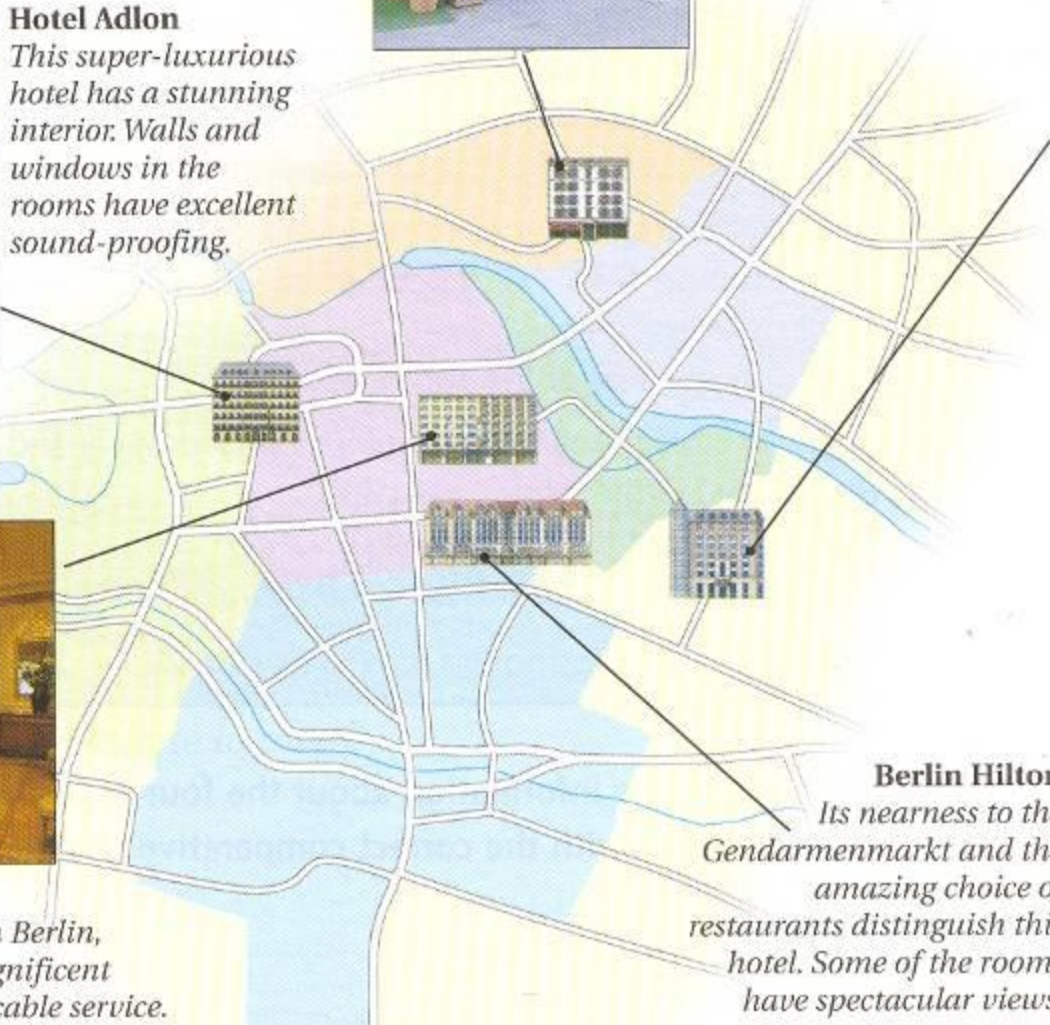 Hotel Adlon
This super-luxurious
hotel has a stunning
interior. Walls and
windows in the
rooms have excellent
sound-proofing.
Berlin Hilton
Its nearness to th
Gendarmenmarkt and th
amazing choice o
restaurants distinguish thi
hotel. Some of the room
have spectacular views
Berlin,
gnificent
cable service.